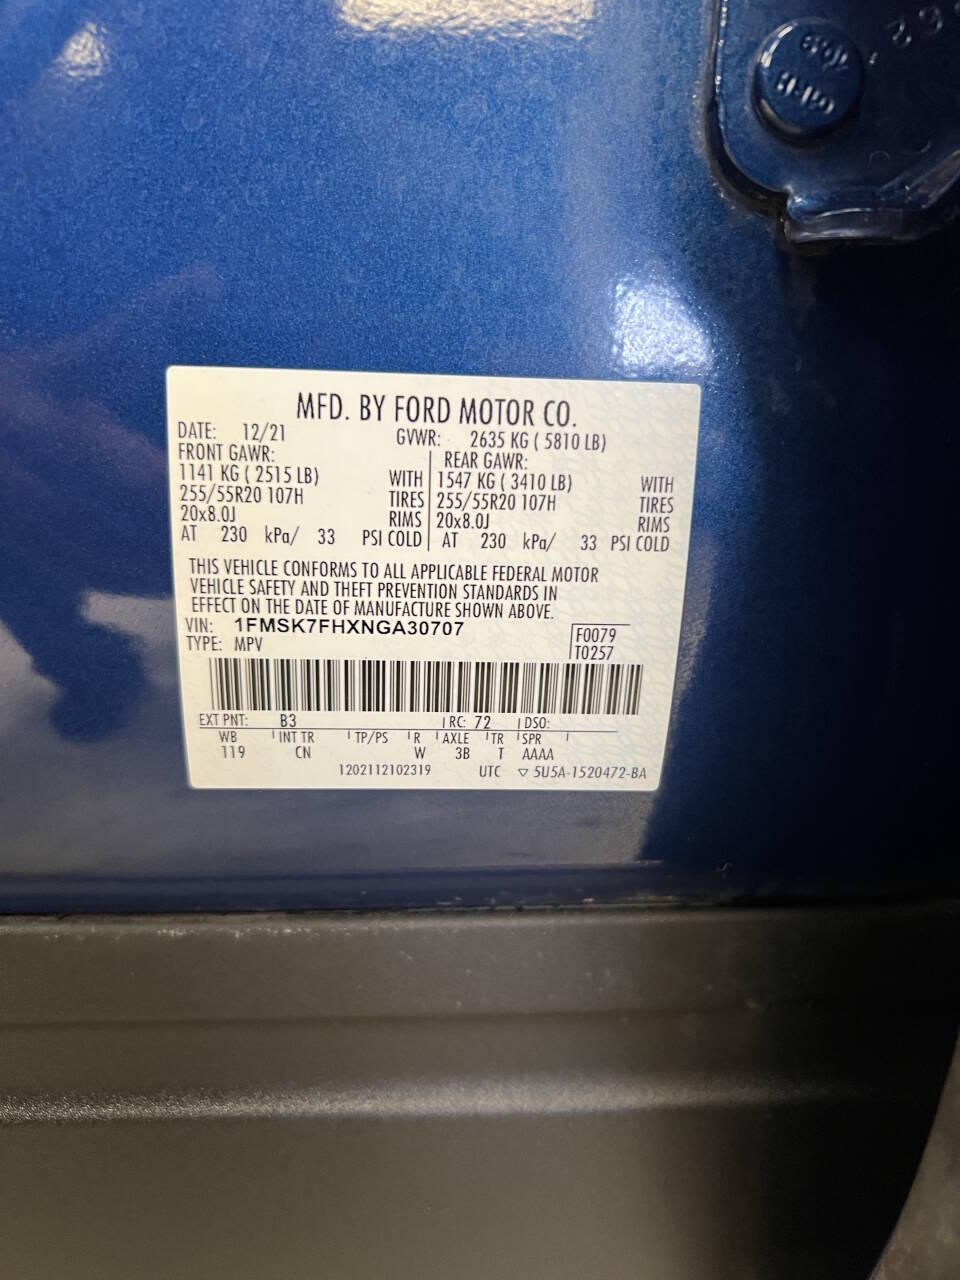 MFD. BY FORD MOTOR CO.
DATE: 12/21 GVWR: 2635 KG ( 5810 LB)
FRONT GAWR: REAR GAWR:
1141 KG ( 2515 LB) WITH 1547 KG ( 3410 LB) WITH
255/55R20 107H TIRES 255/55R20 107H TIRES
20x8.0J RIMS 20x8.0J RIMS
AT 230 kPa/ 33 PSI COLD AT 230 kPa/ 33 PSI COLD
THIS VEHICLE CONFORMS TO ALL APPLICABLE FEDERAL MOTOR
VEHICLE SAFETY AND THEFT PREVENTION STANDARDS IN
EFFECT ON THE DATE OF MANUFACTURE SHOWN ABOVE.
VIN: 1FMSK7FHXNGA30707 F0079
TYPE: MPV T0257
EXT PNT: B3 RC: 72 DSO:
WB INT TR TP/PS R AXLE TR SPR
119 CN W 3B T AAAA
1202112102319 UTC ▽ 5U5A-1520472-BA